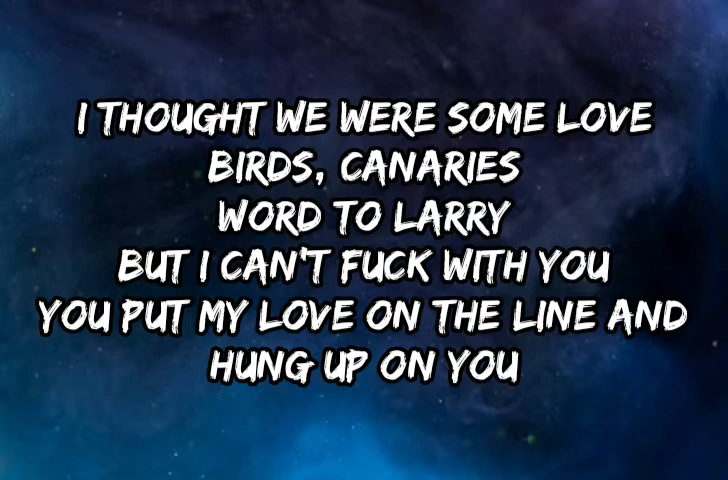 I THOUGHT WE WERE SOME LOVE
BIRDS, CANARIES
WORD TO LARRY
BUT I CAN'T FUCK WITH YOU
YOU PUT MY LOVE ON THE LINE AND
HUNG UP ON YOU